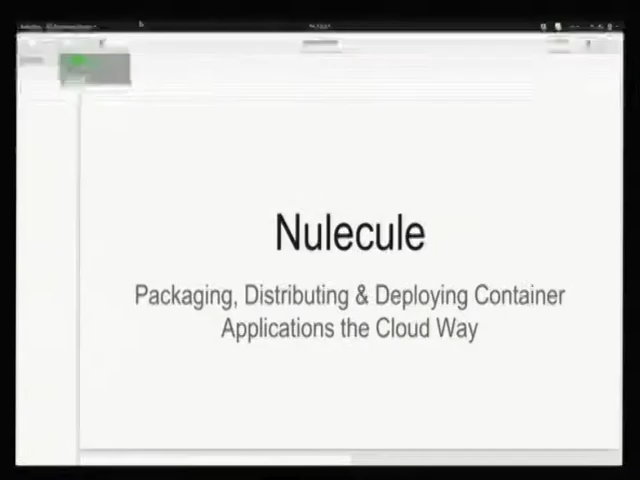 Nulecule
Packaging, Distributing & Deploying Container
Applications the Cloud Way